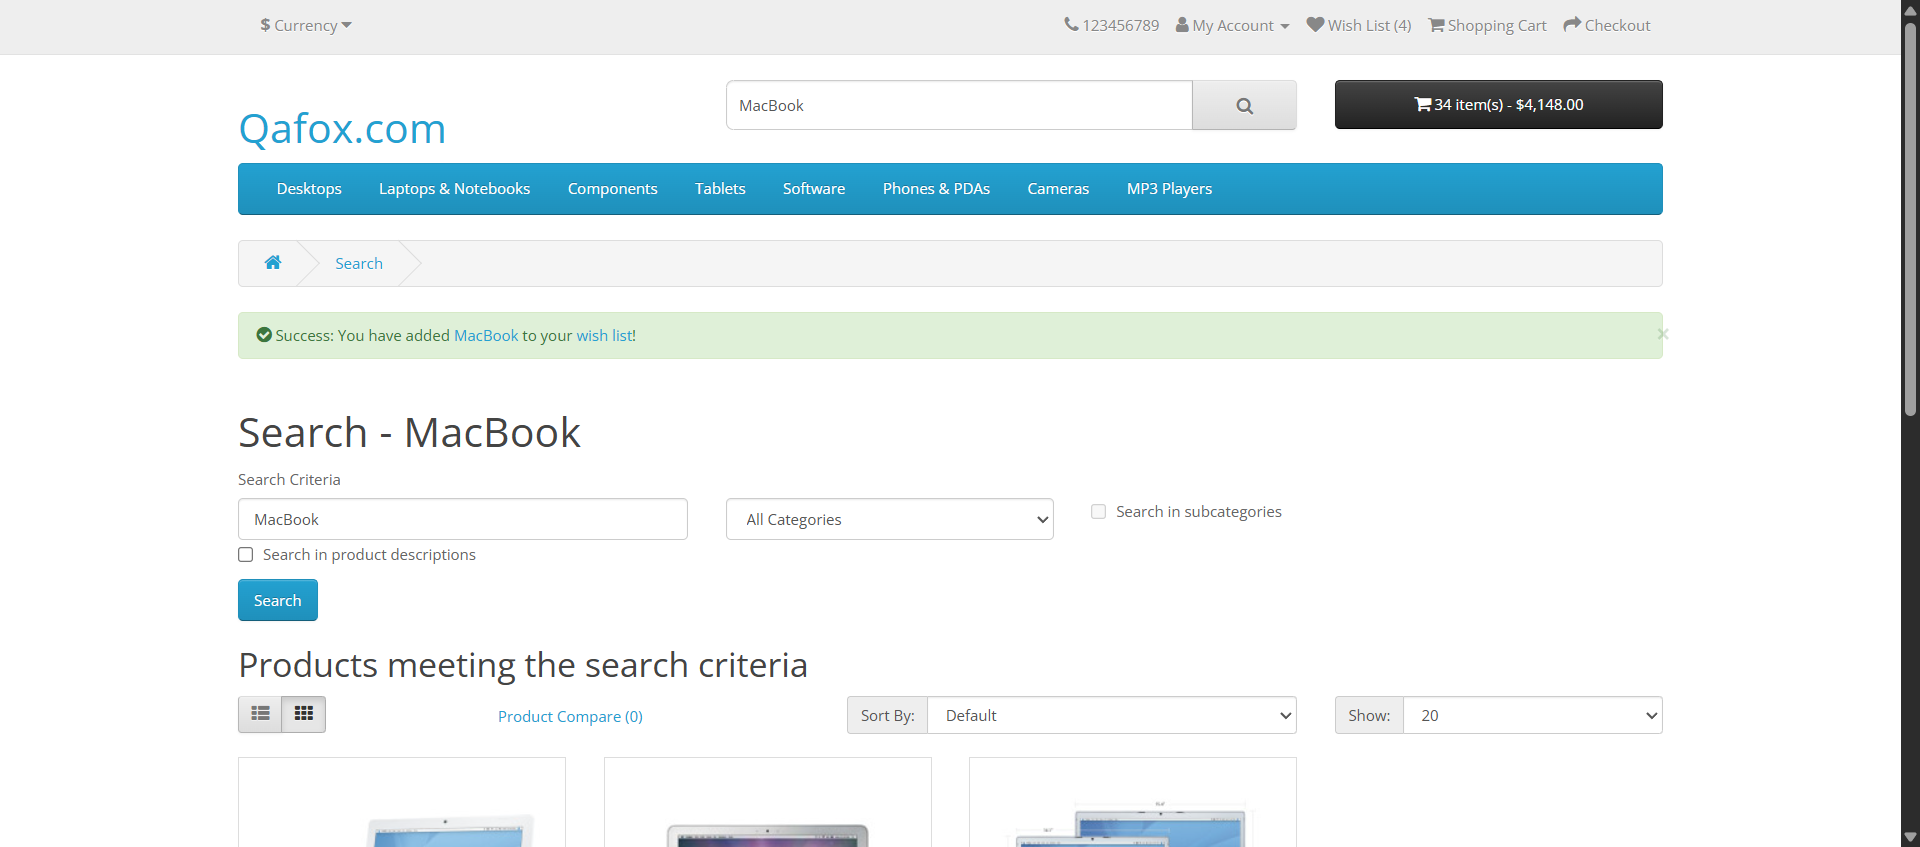 $ Currency
123456789 My Account Wish List (4) Shopping Cart Checkout
MacBook
34 item(s) - $4,148.00
Qafox.com
Desktops Laptops & Notebooks Components Tablets Software Phones & PDAs Cameras MP3 Players
Search
Success: You have added MacBook to your wish list!
×
Search - MacBook
Search Criteria
MacBook
All Categories
Search in subcategories
Search in product descriptions
Search
Products meeting the search criteria
Product Compare (0)
Sort By: Default
Show: 20